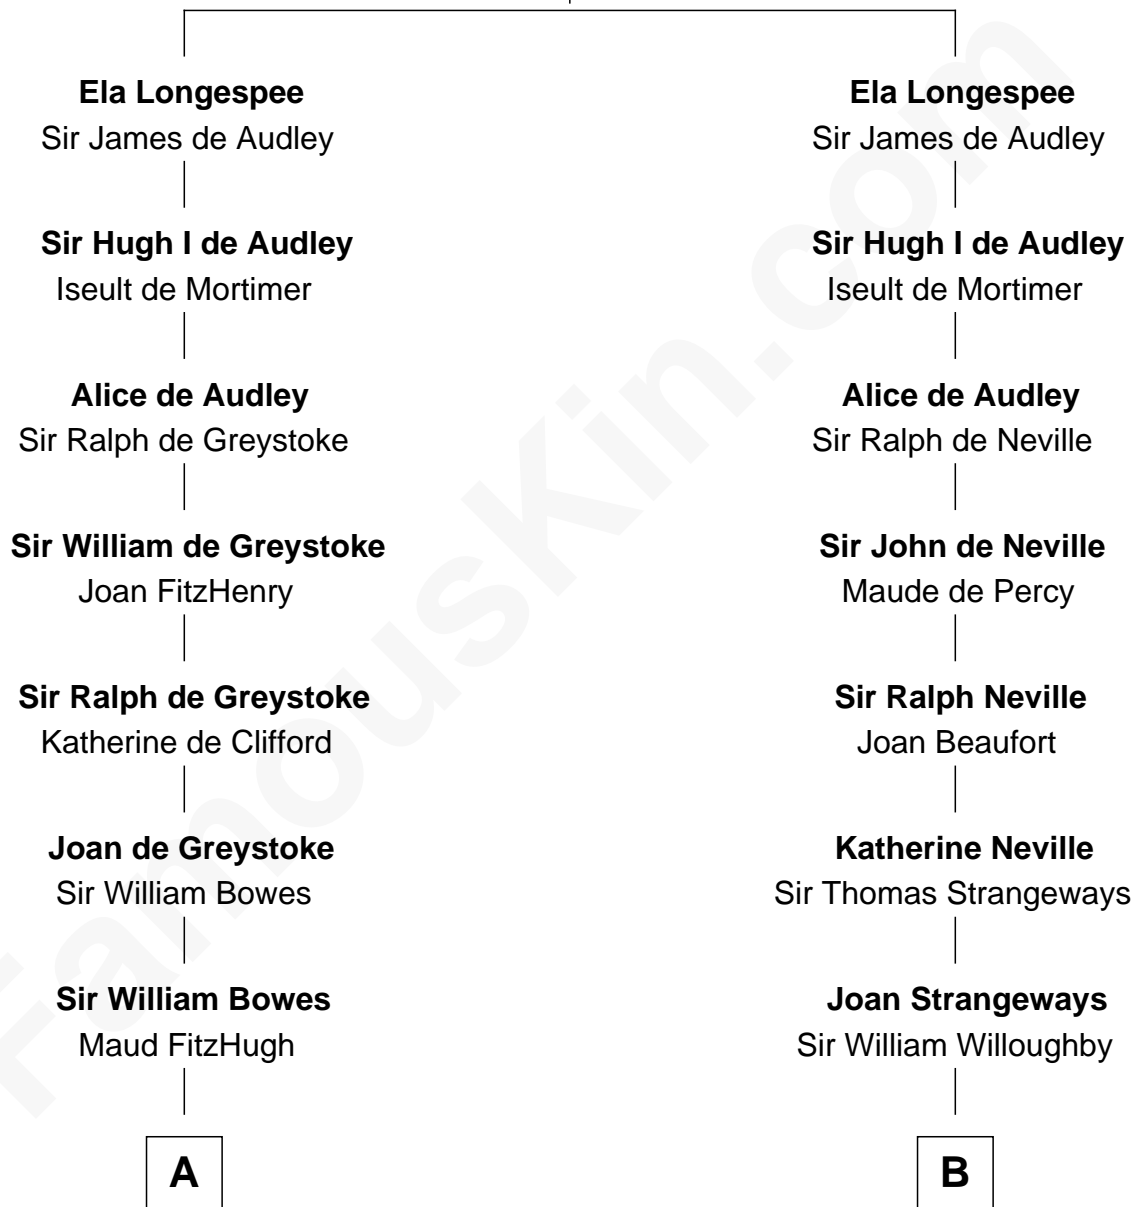 Ela Longespee
Sir James de Audley
Sir Hugh I de Audley
Iseult de Mortimer
Alice de Audley
Sir Ralph de Greystoke
Sir William de Greystoke
Joan FitzHenry
Sir Ralph de Greystoke
Katherine de Clifford
Joan de Greystoke
Sir William Bowes
Sir William Bowes
Maud FitzHugh
A
Ela Longespee
Sir James de Audley
Sir Hugh I de Audley
Iseult de Mortimer
Alice de Audley
Sir Ralph de Neville
Sir John de Neville
Maude de Percy
Sir Ralph Neville
Joan Beaufort
Katherine Neville
Sir Thomas Strangeways
Joan Strangeways
Sir William Willoughby
B
FamousKin.com